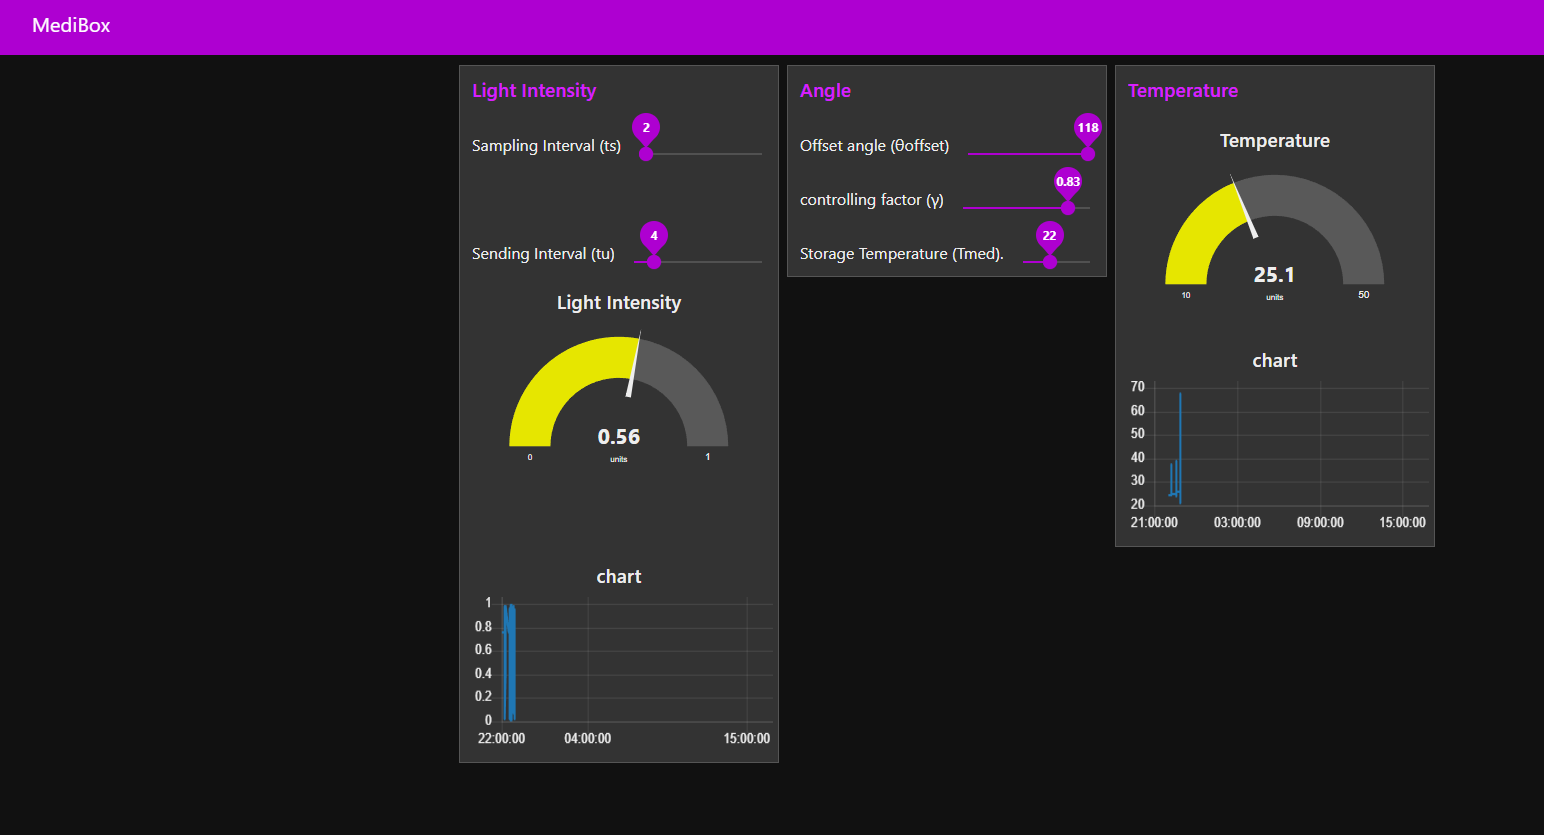 MediBox
Light Intensity
2
Sampling Interval (ts)
4
Sending Interval (tu)
Light Intensity
0.56
units
0
1
chart
1
0.8
0.6
0.4
0.2
0
22:00:00 04:00:00 15:00:00
Angle
118
Offset angle (θoffset)
0.83
controlling factor (γ)
22
Storage Temperature (Tmed).
Temperature
Temperature
25.1
units
10
50
chart
70
60
50
40
30
20
21:00:00 03:00:00 09:00:00 15:00:00